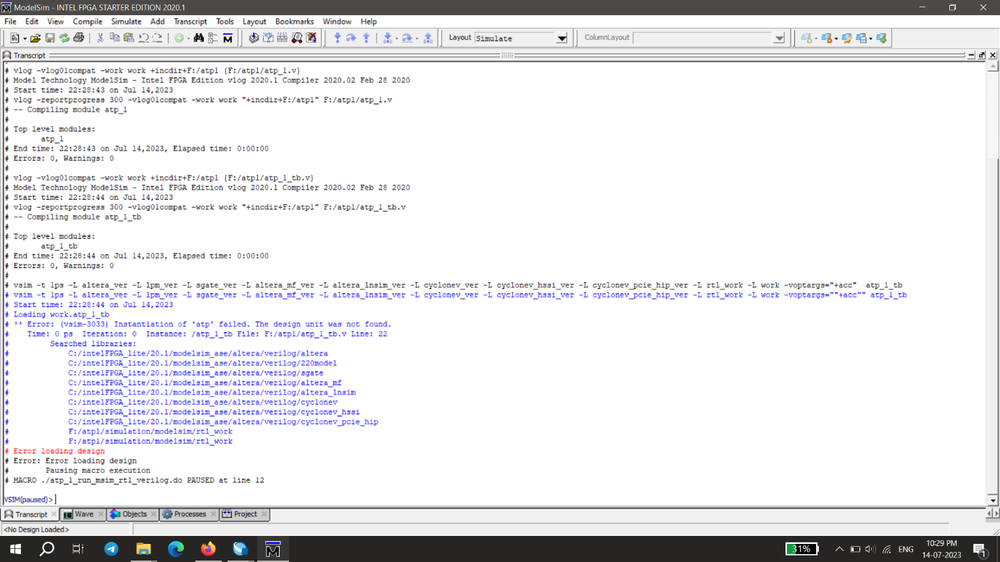 ModelSim - INTEL FPGA STARTER EDITION 2020.1
File Edit View Compile Simulate Add Transcript Tools Layout Bookmarks Window Help
Layout Simulate
ColumnLayout
Transcript
# vlog -vlog01compat -work work +incdir+F:/atp1 {F:/atp1/atp_1.v}
# Model Technology ModelSim - Intel FPGA Edition vlog 2020.1 Compiler 2020.02 Feb 28 2020
# Start time: 22:28:43 on Jul 14,2023
# vlog -reportprogress 300 -vlog01compat -work work "+incdir+F:/atp1" F:/atp1/atp_1.v
# -- Compiling module atp_1
#
# Top level modules:
# atp_1
# End time: 22:28:43 on Jul 14,2023, Elapsed time: 0:00:00
# Errors: 0, Warnings: 0
#
# vlog -vlog01compat -work work +incdir+F:/atp1 {F:/atp1/atp_1_tb.v}
# Model Technology ModelSim - Intel FPGA Edition vlog 2020.1 Compiler 2020.02 Feb 28 2020
# Start time: 22:28:44 on Jul 14,2023
# vlog -reportprogress 300 -vlog01compat -work work "+incdir+F:/atp1" F:/atp1/atp_1_tb.v
# -- Compiling module atp_1_tb
#
# Top level modules:
# atp_1_tb
# End time: 22:28:44 on Jul 14,2023, Elapsed time: 0:00:00
# Errors: 0, Warnings: 0
#
# vsim -t 1ps -L altera_ver -L lpm_ver -L sgate_ver -L altera_mf_ver -L altera_lnsim_ver -L cyclonev_ver -L cyclonev_hssi_ver -L cyclonev_pcie_hip_ver -L rtl_work -L work -voptargs="+acc" atp_1_tb
# vsim -t 1ps -L altera_ver -L lpm_ver -L sgate_ver -L altera_mf_ver -L altera_lnsim_ver -L cyclonev_ver -L cyclonev_hssi_ver -L cyclonev_pcie_hip_ver -L rtl_work -L work -voptargs=""+acc"" atp_1_tb
# Start time: 22:28:44 on Jul 14,2023
# Loading work.atp_1_tb
# ** Error: (vsim-3033) Instantiation of 'atp' failed. The design unit was not found.
# Time: 0 ps Iteration: 0 Instance: /atp_1_tb File: F:/atp1/atp_1_tb.v Line: 22
# Searched libraries:
# C:/intelFPGA_lite/20.1/modelsim_ase/altera/verilog/altera
# C:/intelFPGA_lite/20.1/modelsim_ase/altera/verilog/220model
# C:/intelFPGA_lite/20.1/modelsim_ase/altera/verilog/sgate
# C:/intelFPGA_lite/20.1/modelsim_ase/altera/verilog/altera_mf
# C:/intelFPGA_lite/20.1/modelsim_ase/altera/verilog/altera_lnsim
# C:/intelFPGA_lite/20.1/modelsim_ase/altera/verilog/cyclonev
# C:/intelFPGA_lite/20.1/modelsim_ase/altera/verilog/cyclonev_hssi
# C:/intelFPGA_lite/20.1/modelsim_ase/altera/verilog/cyclonev_pcie_hip
# F:/atp1/simulation/modelsim/rtl_work
# F:/atp1/simulation/modelsim/rtl_work
# Error loading design
# Error: Error loading design
# Pausing macro execution
# MACRO ./atp_1_run_msim_rtl_verilog.do PAUSED at line 12
VSIM(paused)>
Transcript Wave Objects Processes Project
<No Design Loaded>
31% ENG 10:29 PM
14-07-2023 1